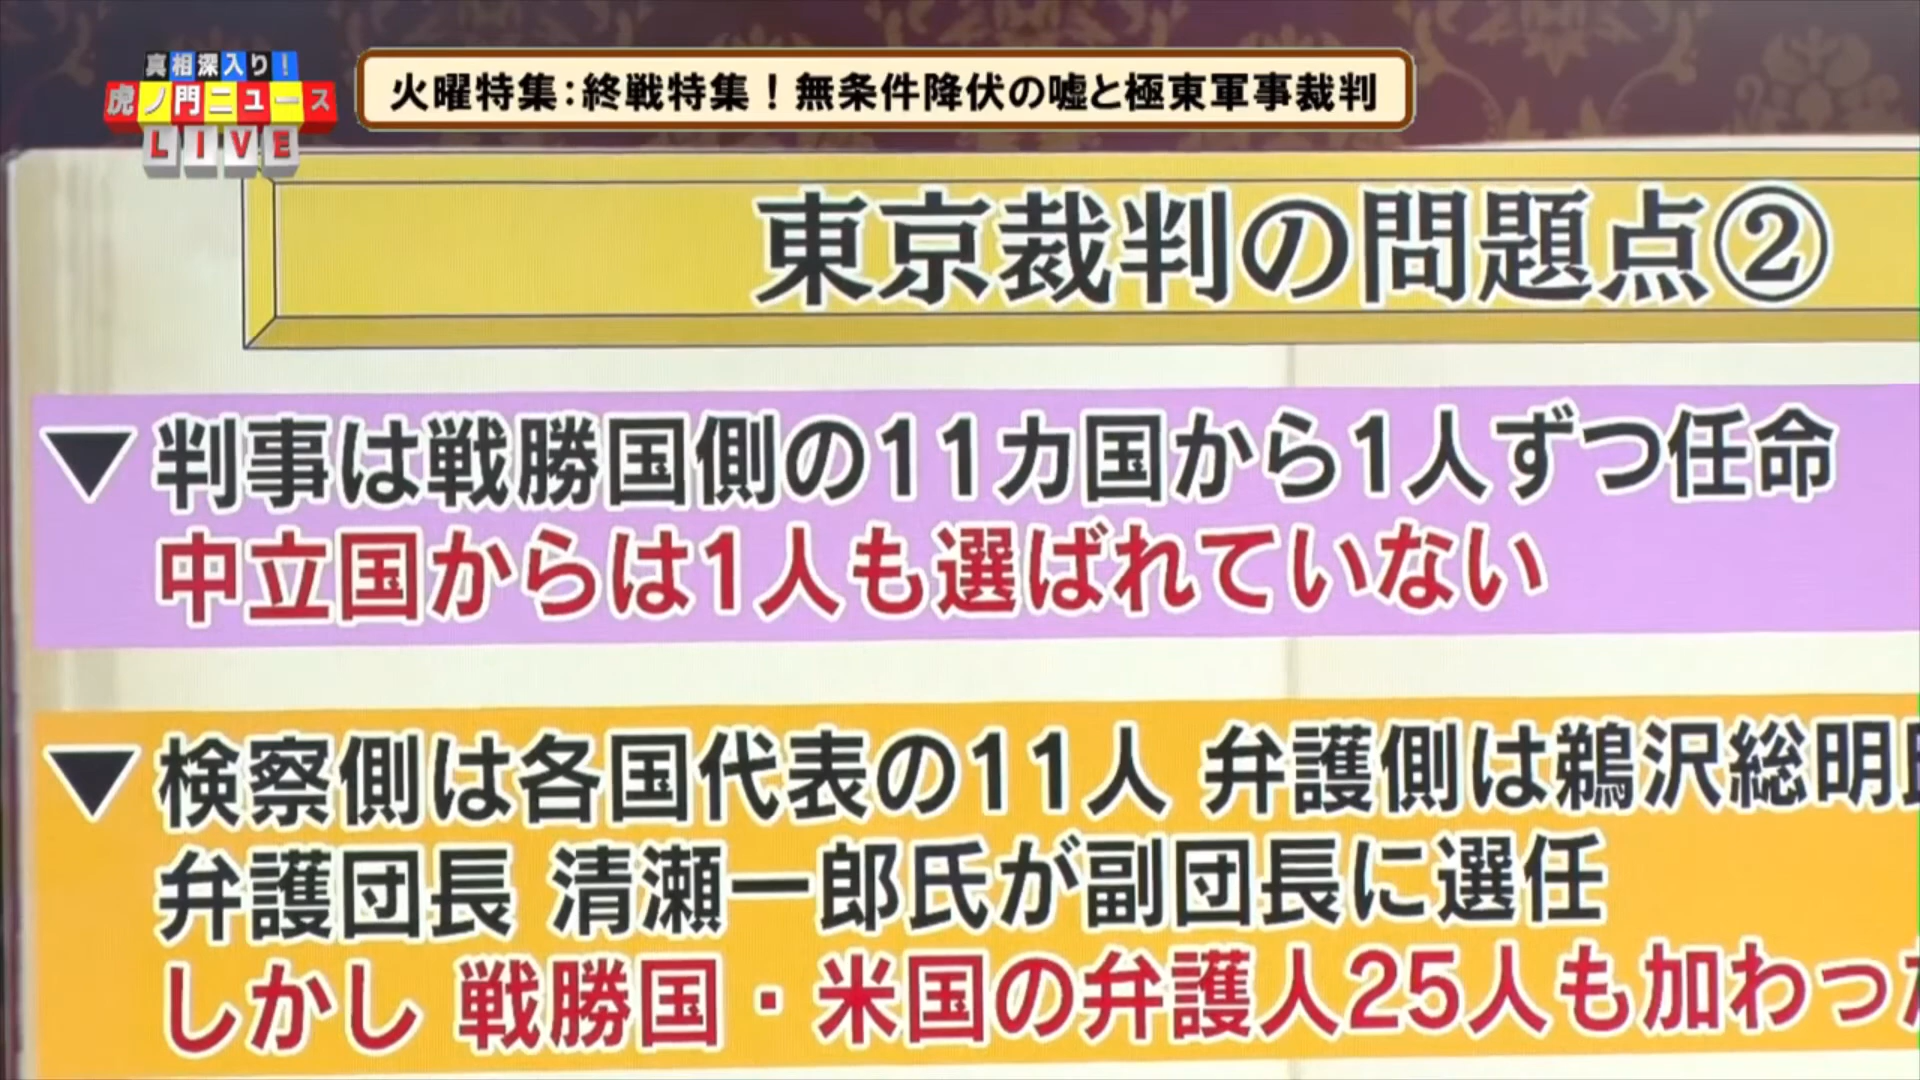 真相深入り!
虎ノ門ニュース
LIVE
火曜特集:終戦特集!無条件降伏の嘘と極東軍事裁判
東京裁判の問題点②
▼判事は戦勝国側の11カ国から1人ずつ任命
中立国からは1人も選ばれていない
▼検察側は各国代表の11人 弁護側は鵜沢総明氏
弁護団長 清瀬一郎氏が副団長に選任
しかし 戦勝国・米国の弁護人25人も加わった